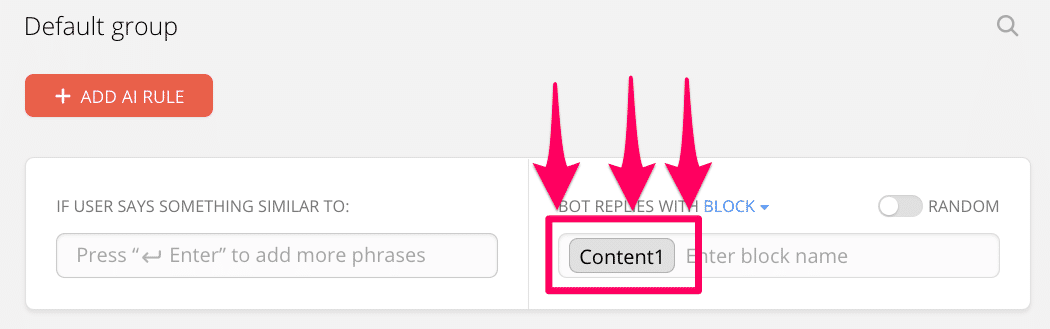 Default group
+ ADD AI RULE
IF USER SAYS SOMETHING SIMILAR TO:
BOT REPLIES WITH BLOCK
RANDOM
Press “↵ Enter” to add more phrases
Content1
Enter block name